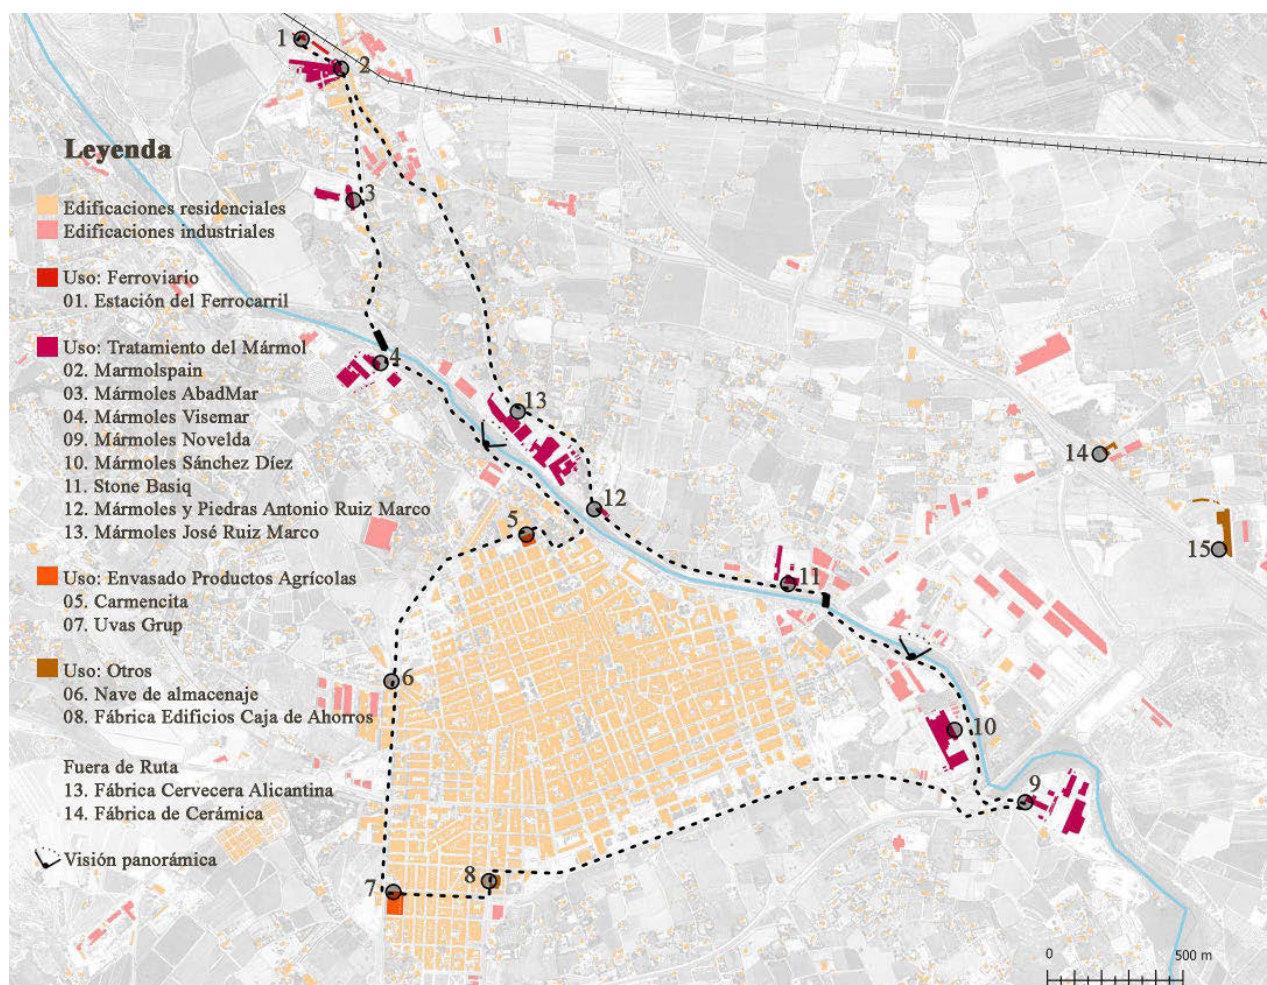 Leyenda
Edificaciones residenciales
Edificaciones industriales
Uso: Ferroviario
01. Estación del Ferrocarril
Uso: Tratamiento del Mármol
02. Marmolspain
03. Mármoles AbadMar
04. Mármoles Visemar
09. Mármoles Novelda
10. Mármoles Sánchez Díez
11. Stone Basiq
12. Mármoles y Piedras Antonio Ruiz Marco
13. Mármoles José Ruiz Marco
Uso: Envasado Productos Agrícolas
05. Carmencita
07. Uvas Grup
Uso: Otros
06. Nave de almacenaje
08. Fábrica Edificios Caja de Ahorros
Fuera de Ruta
13. Fábrica Cervecera Alicantina
14. Fábrica de Cerámica
Visión panorámica
1
2
3
4
13
14
12
5
15
11
6
10
9
8
7
0 500 m